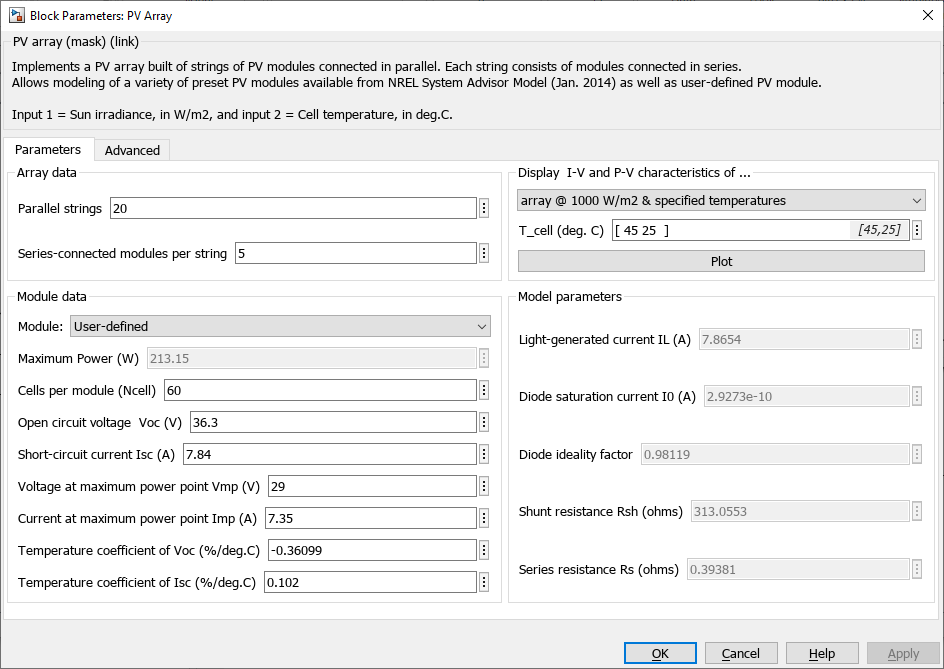 Block Parameters: PV Array
PV array (mask) (link)
Implements a PV array built of strings of PV modules connected in parallel. Each string consists of modules connected in series.
Allows modeling of a variety of preset PV modules available from NREL System Advisor Model (Jan. 2014) as well as user-defined PV module.
Input 1 = Sun irradiance, in W/m2, and input 2 = Cell temperature, in deg.C.
Parameters
Advanced
Array data
Parallel strings 20
Series-connected modules per string 5
Display I-V and P-V characteristics of ...
array @ 1000 W/m2 & specified temperatures
T_cell (deg. C) [ 45 25 ] [45,25]
Plot
Module data
Module: User-defined
Maximum Power (W) 213.15
Cells per module (Ncell) 60
Open circuit voltage Voc (V) 36.3
Short-circuit current Isc (A) 7.84
Voltage at maximum power point Vmp (V) 29
Current at maximum power point Imp (A) 7.35
Temperature coefficient of Voc (%/deg.C) -0.36099
Temperature coefficient of Isc (%/deg.C) 0.102
Model parameters
Light-generated current IL (A) 7.8654
Diode saturation current I0 (A) 2.9273e-10
Diode ideality factor 0.98119
Shunt resistance Rsh (ohms) 313.0553
Series resistance Rs (ohms) 0.39381
OK
Cancel
Help
Apply